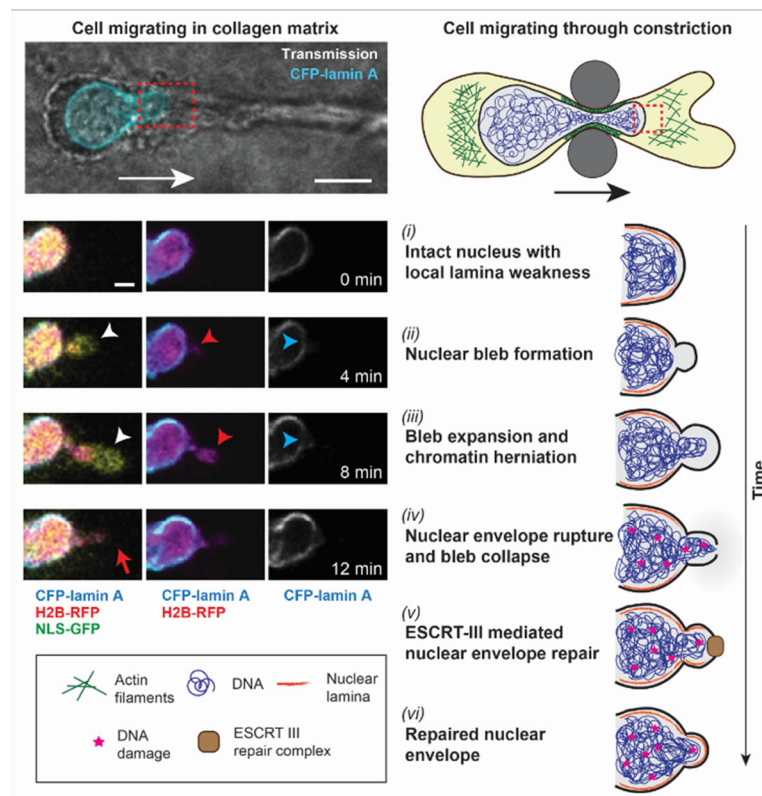 Cell migrating in collagen matrix
Transmission
CFP-lamin A
Cell migrating through constriction
0 min
4 min
8 min
12 min
CFP-lamin A
H2B-RFP
NLS-GFP
CFP-lamin A
H2B-RFP
CFP-lamin A
(i)
Intact nucleus with
local lamina weakness
(ii)
Nuclear bleb formation
(iii)
Bleb expansion and
chromatin herniation
(iv)
Nuclear envelope rupture
and bleb collapse
(v)
ESCRT-III mediated
nuclear envelope repair
(vi)
Repaired nuclear
envelope
Time
Actin
filaments
DNA
Nuclear
lamina
DNA
damage
ESCRT III
repair complex